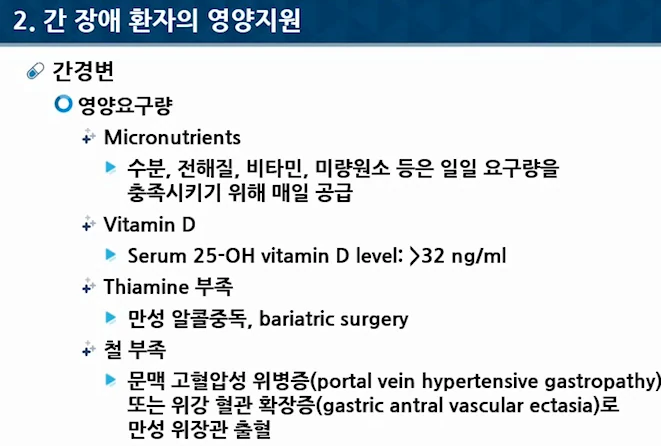 2. 간 장애 환자의 영양지원
간경변
영양요구량
Micronutrients
수분, 전해질, 비타민, 미량원소 등은 일일 요구량을
충족시키기 위해 매일 공급
Vitamin D
Serum 25-OH vitamin D level: >32 ng/ml
Thiamine 부족
만성 알콜중독, bariatric surgery
철 부족
문맥 고혈압성 위병증(portal vein hypertensive gastropathy)
또는 위강 혈관 확장증(gastric antral vascular ectasia)로
만성 위장관 출혈